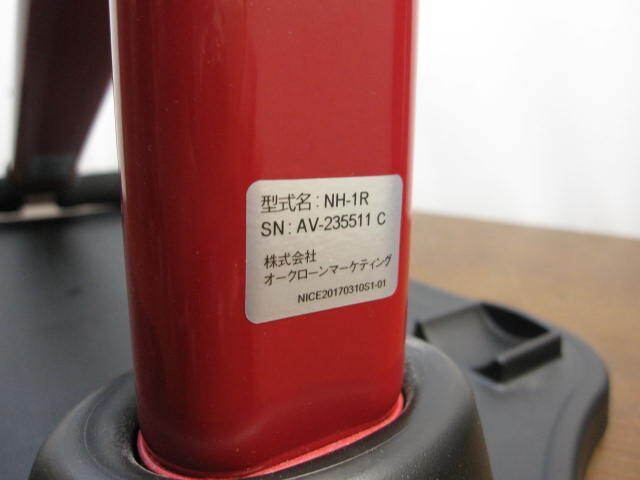 型式名: NH-1R
SN: AV-235511 C
株式会社
オークローンマーケティング
NICE20170310S1-01